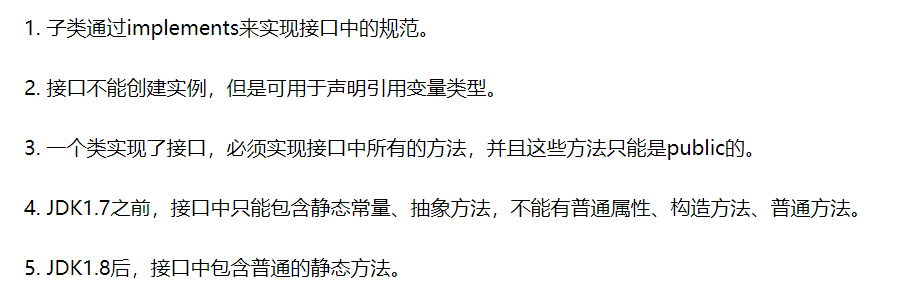 1. 子类通过implements来实现接口中的规范。
2. 接口不能创建实例，但是可用于声明引用变量类型。
3. 一个类实现了接口，必须实现接口中所有的方法，并且这些方法只能是public的。
4. JDK1.7之前，接口中只能包含静态常量、抽象方法，不能有普通属性、构造方法、普通方法。
5. JDK1.8后，接口中包含普通的静态方法。